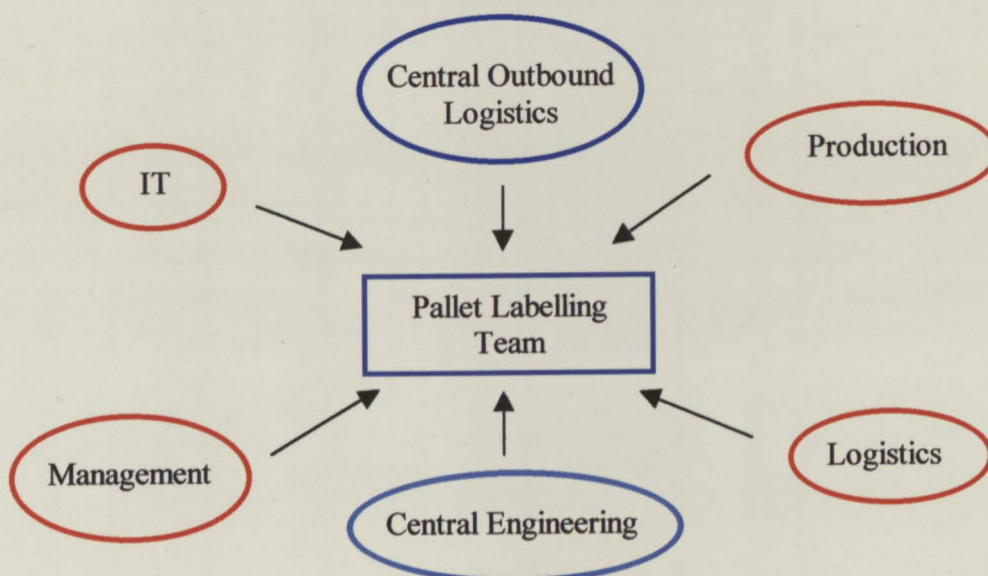 Central Outbound
Logistics
Production
IT
Pallet Labelling
Team
Management
Logistics
Central Engineering